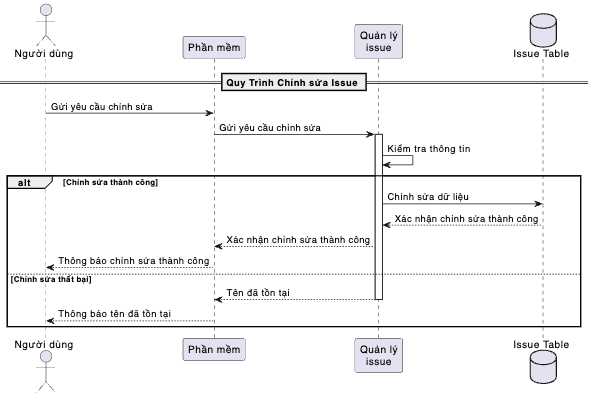 Người dùng
Phần mềm
Quản lý
issue
Issue Table
Quy Trình Chỉnh sửa Issue
Gửi yêu cầu chỉnh sửa
Gửi yêu cầu chỉnh sửa
Kiểm tra thông tin
alt
[Chỉnh sửa thành công]
Chỉnh sửa dữ liệu
Xác nhận chỉnh sửa thành công
Xác nhận chỉnh sửa thành công
Thông báo chỉnh sửa thành công
[Chỉnh sửa thất bại]
Tên đã tồn tại
Thông báo tên đã tồn tại
Người dùng
Phần mềm
Quản lý
issue
Issue Table